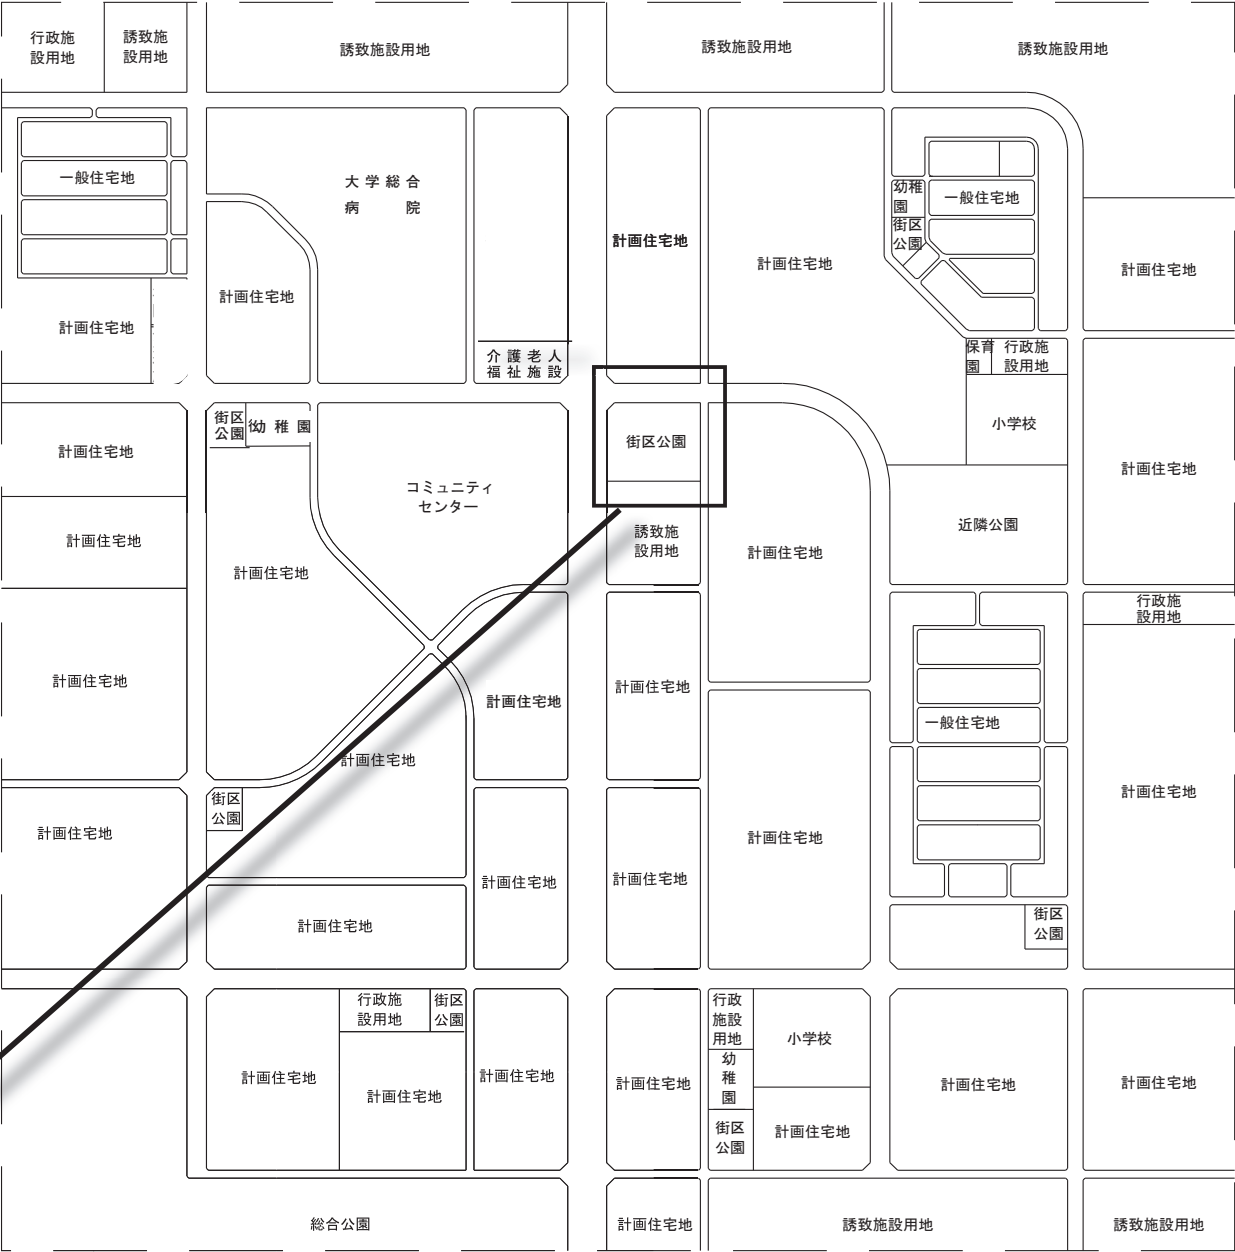 行政施
設用地
誘致施
設用地
誘致施設用地
誘致施設用地
誘致施設用地
一般住宅地
大学総合
病院
計画住宅地
計画住宅地
幼稚
園
街区
公園
一般住宅地
計画住宅地
計画住宅地
計画住宅地
介護老人
福祉施設
保育
園
行政施
設用地
小学校
計画住宅地
街区
公園
幼稚園
街区公園
計画住宅地
コミュニティ
センター
計画住宅地
誘致施
設用地
計画住宅地
近隣公園
計画住宅地
行政施
設用地
計画住宅地
計画住宅地
計画住宅地
一般住宅地
計画住宅地
計画住宅地
街区
公園
計画住宅地
計画住宅地
計画住宅地
計画住宅地
計画住宅地
街区
公園
計画住宅地
行政施
設用地
街区
公園
行政
施設
用地
小学校
計画住宅地
計画住宅地
計画住宅地
計画住宅地
幼
稚
園
計画住宅地
計画住宅地
街区
公園
計画住宅地
総合公園
計画住宅地
誘致施設用地
誘致施設用地